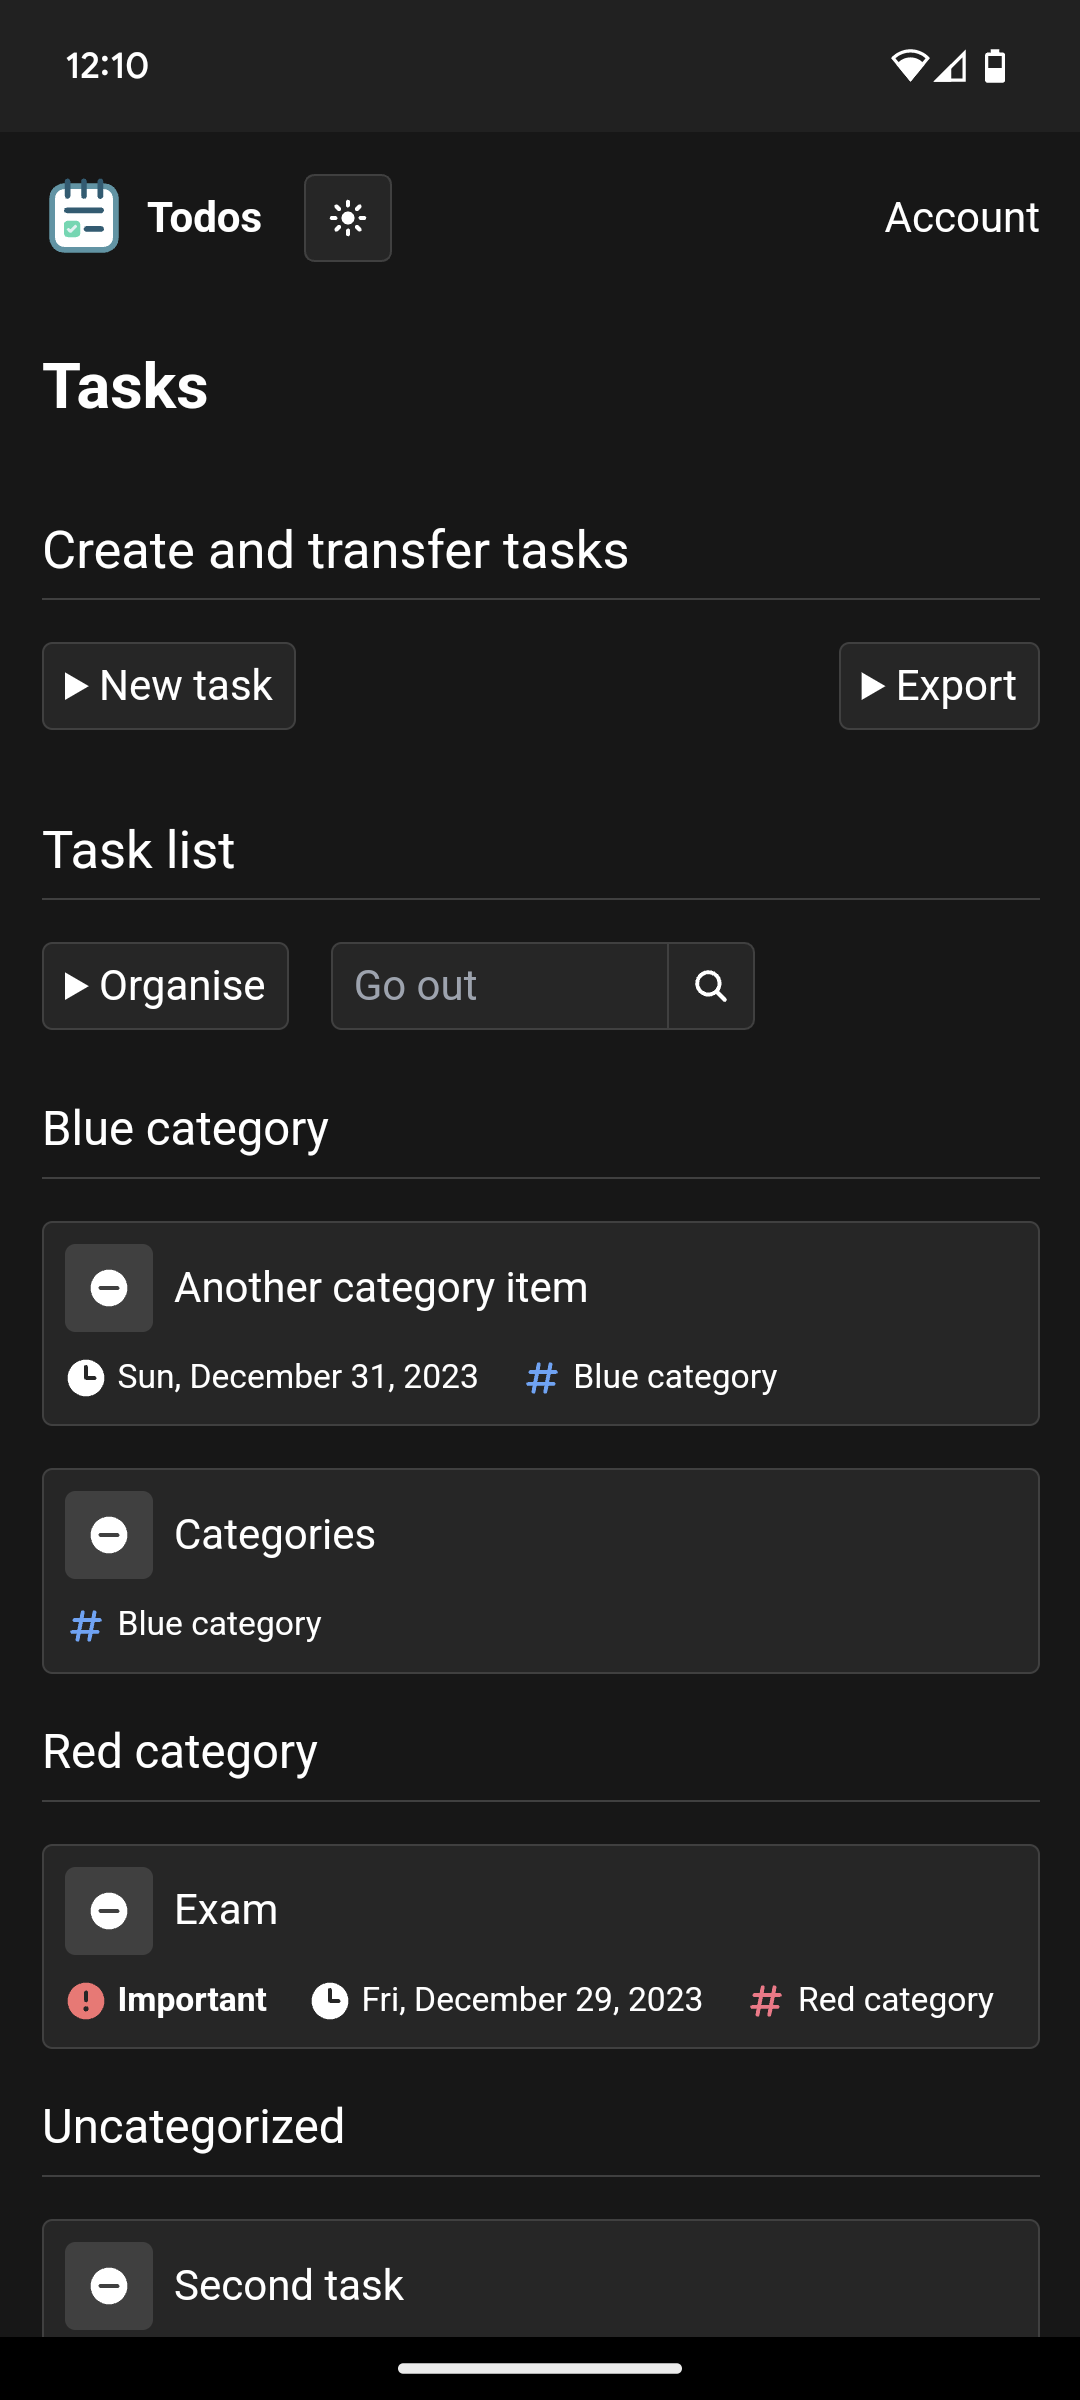 12:10
Todos
Account
Tasks
Create and transfer tasks
New task
Export
Task list
Organise
Go out
Blue category
Another category item
Sun, December 31, 2023
# Blue category
Categories
# Blue category
Red category
Exam
Important
Fri, December 29, 2023
# Red category
Uncategorized
Second task